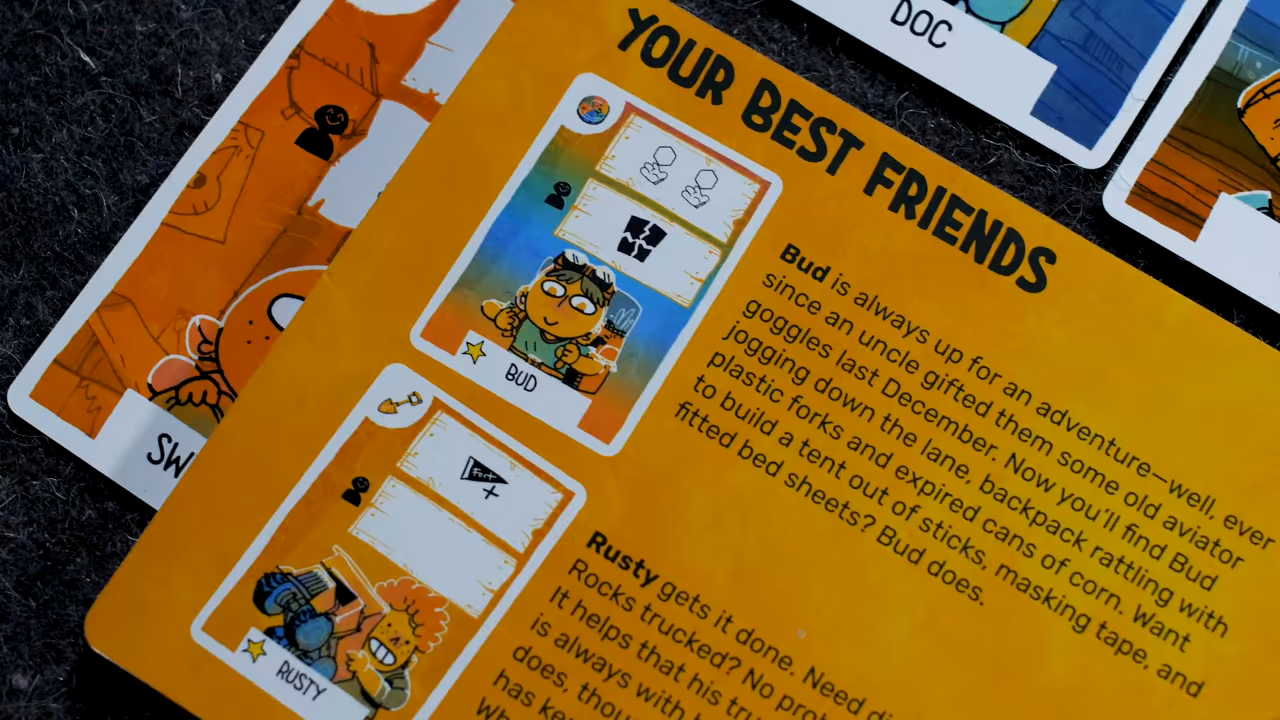 DOC
YOUR BEST FRIENDS
BUD
Bud is always up for an adventure—well, ever
since an uncle gifted them some old aviator
goggles last December. Now you'll find Bud
jogging down the lane, backpack rattling with
plastic forks and expired cans of corn. Want
to build a tent out of sticks, masking tape, and
fitted bed sheets? Bud does.
SW
Fort
+
RUSTY
Rusty gets it done. Need
Rocks trucked? No
It helps that his
is always with
does,
has